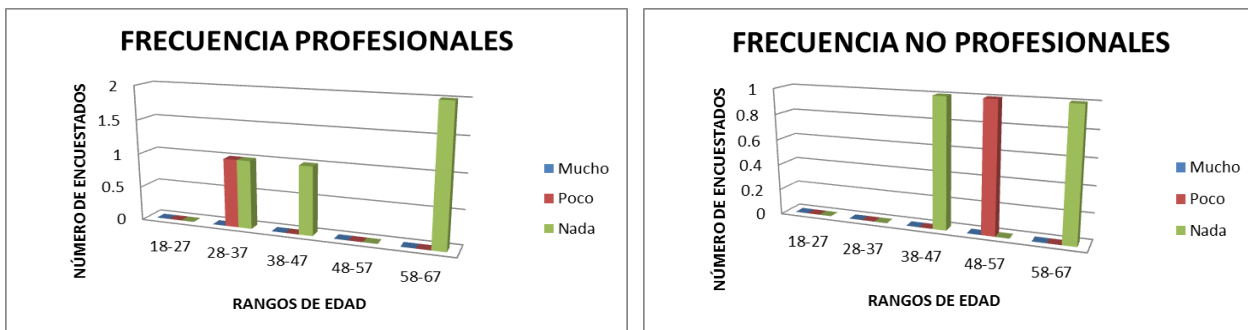 FRECUENCIA PROFESIONALES
NÚMERO DE ENCUESTADOS
2
1.5
1
0.5
0
18-27
28-37
38-47
48-57
58-67
RANGOS DE EDAD
Mucho
Poco
Nada
FRECUENCIA NO PROFESIONALES
NÚMERO DE ENCUESTADOS
1
0.8
0.6
0.4
0.2
0
18-27
28-37
38-47
48-57
58-67
RANGOS DE EDAD
Mucho
Poco
Nada